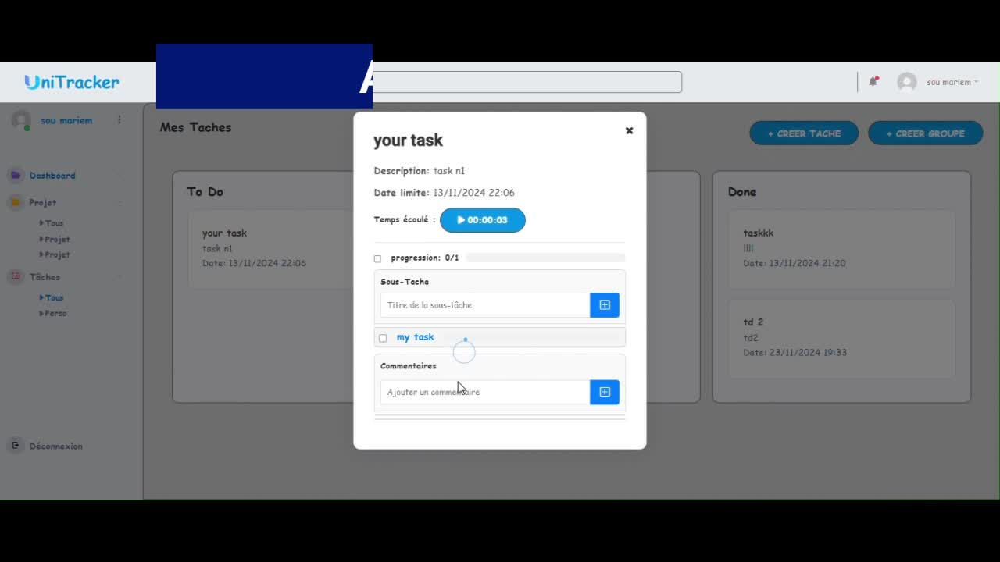 UniTracker
A
sou mariem
sou mariem
Mes Taches
+ CREER TACHE
+ CREER GROUPE
Dashboard
Projet
Tous
Projet
Projet
Tâches
Tous
Perso
Déconnexion
To Do
your task
task n1
Date: 13/11/2024 22:06
your task
Description: task n1
Date limite: 13/11/2024 22:06
Temps écoulé :
00:00:03
progression: 0/1
Sous-Tache
Titre de la sous-tâche
my task
Commentaires
Ajouter un commentaire
Done
taskkk
llll
Date: 13/11/2024 21:20
td 2
td2
Date: 23/11/2024 19:33